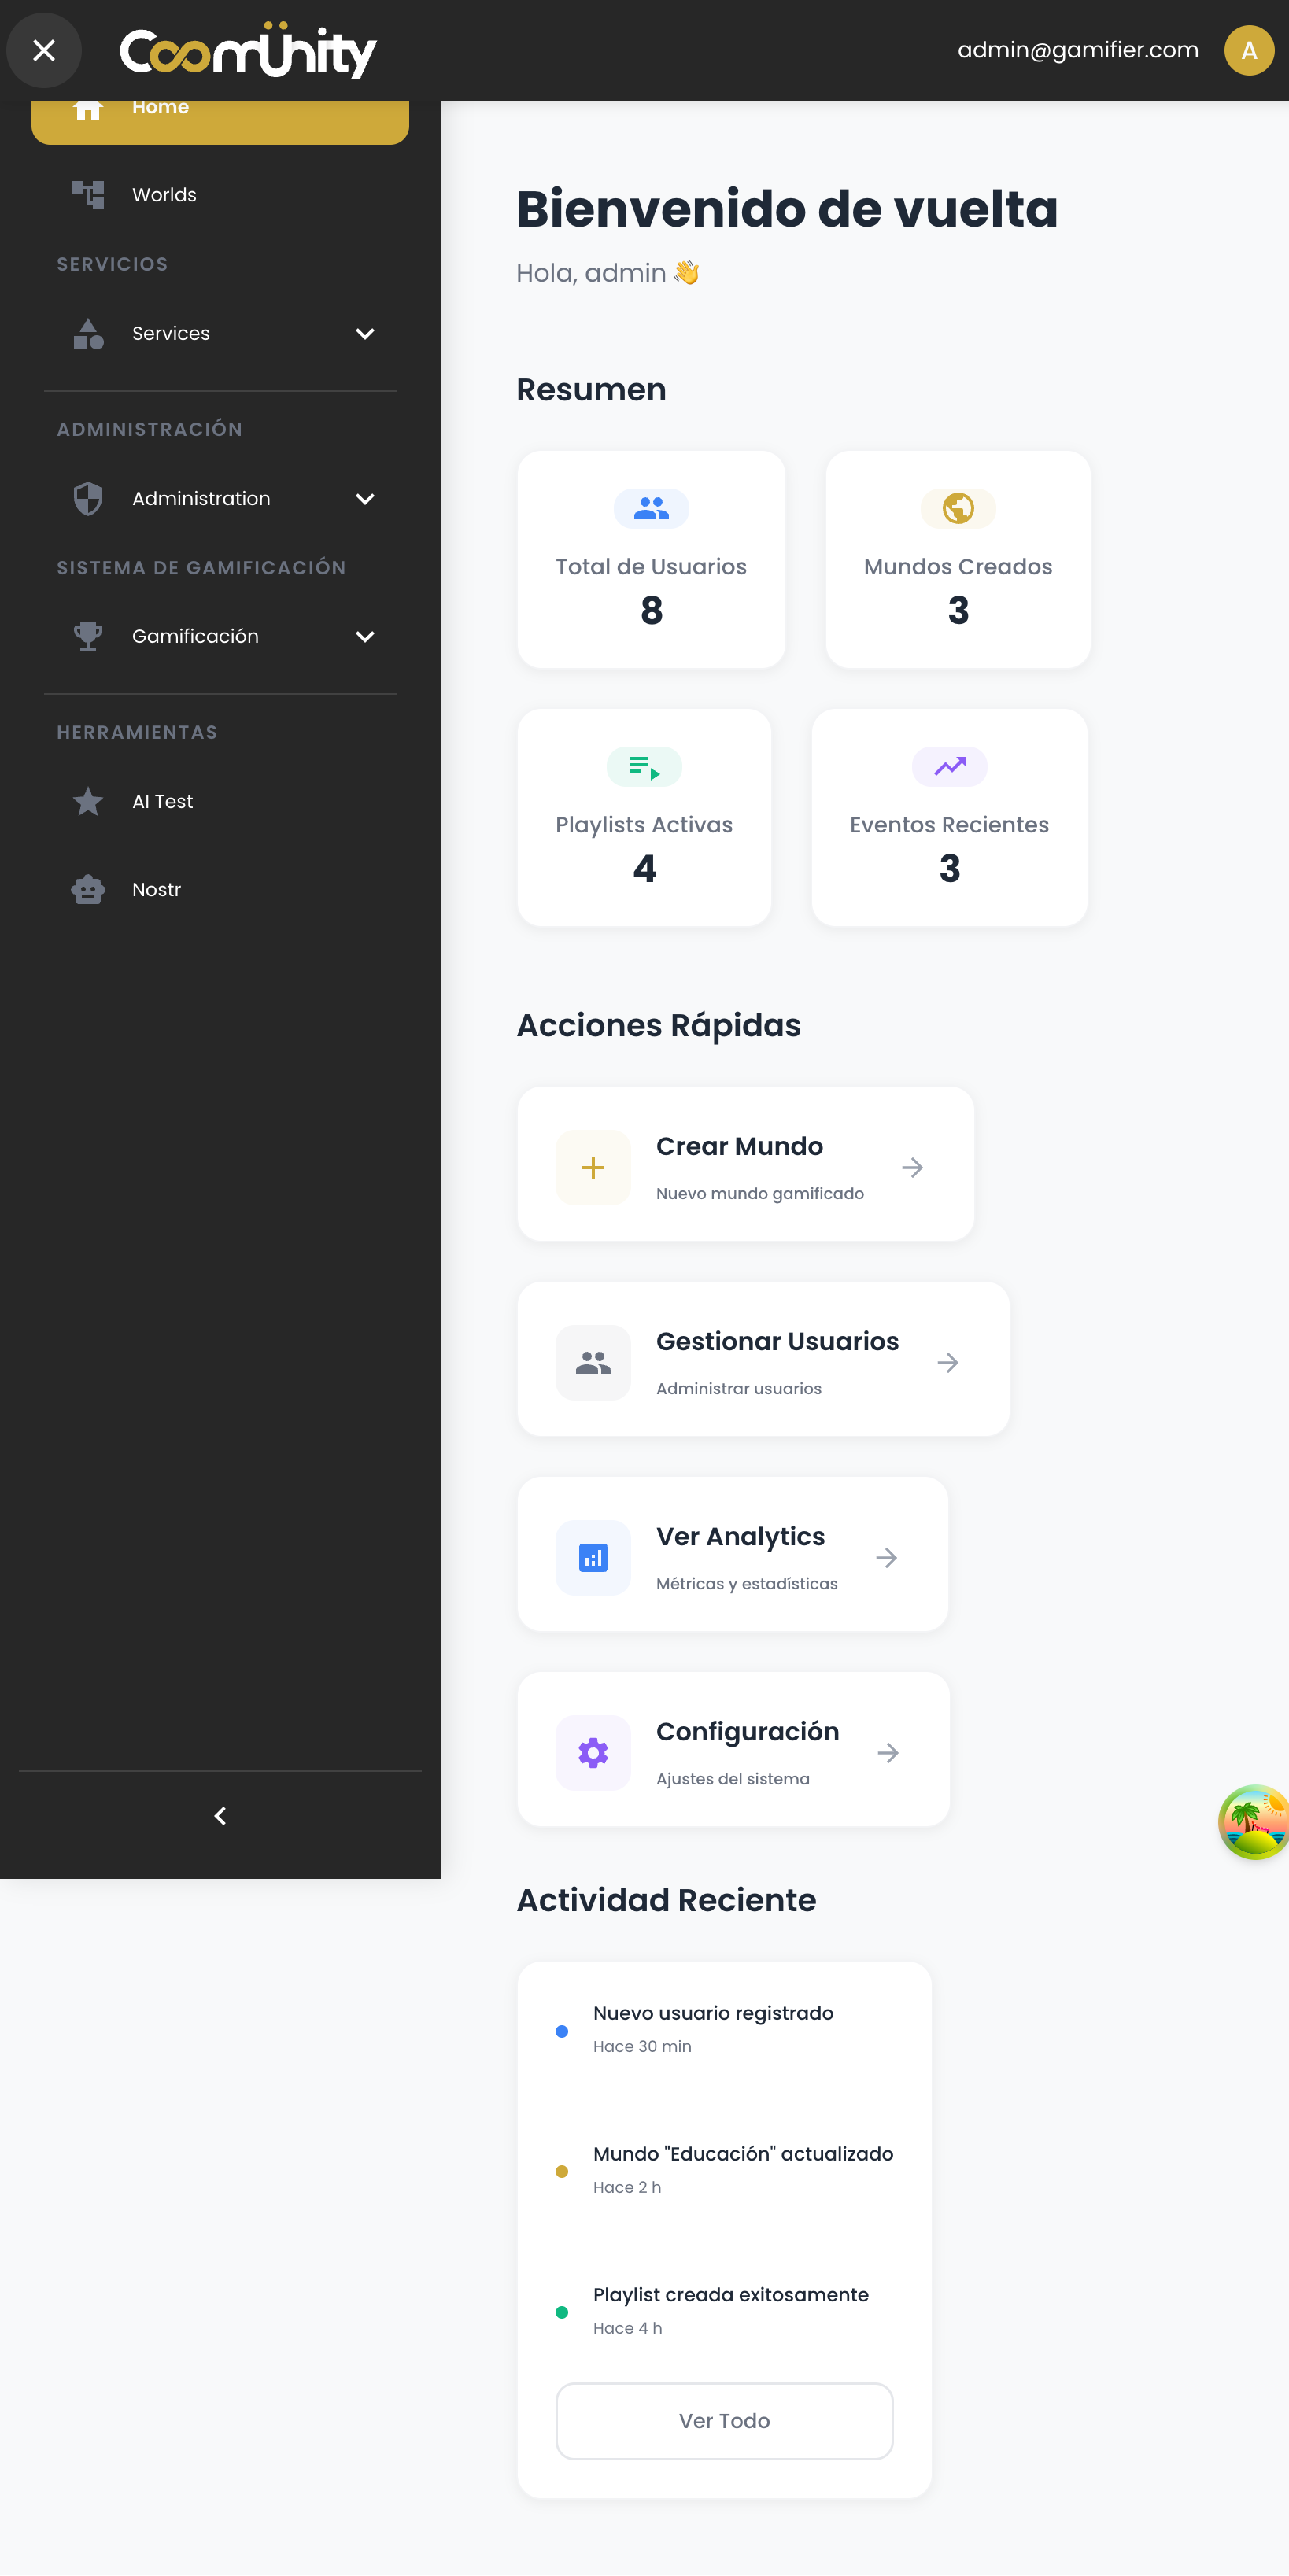 Coomünity
admin@gamifier.com
A
Home
Worlds
SERVICIOS
Services
ADMINISTRACIÓN
Administration
SISTEMA DE GAMIFICACIÓN
Gamificación
HERRAMIENTAS
AI Test
Nostr
Bienvenido de vuelta
Hola, admin 👋
Resumen
Total de Usuarios
8
Mundos Creados
3
Playlists Activas
4
Eventos Recientes
3
Acciones Rápidas
Crear Mundo
Nuevo mundo gamificado
Gestionar Usuarios
Administrar usuarios
Ver Analytics
Métricas y estadísticas
Configuración
Ajustes del sistema
Actividad Reciente
Nuevo usuario registrado
Hace 30 min
Mundo "Educación" actualizado
Hace 2 h
Playlist creada exitosamente
Hace 4 h
Ver Todo